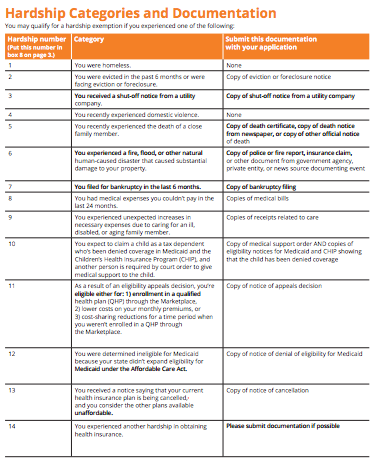 Hardship Categories and Documentation
You may qualify for a hardship exemption if you experienced one of the following:
Hardship number
(Put this number in
box 8 on page 3.)
Category
Submit this documentation
with your application
1
You were homeless.
None
2
You were evicted in the past 6 months or were
facing eviction or foreclosure.
Copy of eviction or foreclosure notice
3
You received a shut-off notice from a utility
company.
Copy of shut-off notice from a utility company
4
You recently experienced domestic violence.
None
5
You recently experienced the death of a close
family member.
Copy of death certificate, copy of death notice
from newspaper, or copy of other official notice
of death
6
You experienced a fire, flood, or other natural
human-caused disaster that caused substantial
damage to your property.
Copy of police or fire report, insurance claim,
or other document from government agency,
private entity, or news source documenting event
7
You filed for bankruptcy in the last 6 months.
Copy of bankruptcy filing
8
You had medical expenses you couldn't pay in the
last 24 months.
Copies of medical bills
9
You experienced unexpected increases in
necessary expenses due to caring for an ill,
disabled, or aging family member.
Copies of receipts related to care
10
You expect to claim a child as a tax dependent
who's been denied coverage in Medicaid and the
Children's Health Insurance Program (CHIP), and
another person is required by court order to give
medical support to the child.
Copy of medical support order AND copies of
eligibility notices for Medicaid and CHIP showing
that the child has been denied coverage
11
As a result of an eligibility appeals decision, you're
eligible either for: 1) enrollment in a qualified
health plan (QHP) through the Marketplace,
2) lower costs on your monthly premiums, or
3) cost-sharing reductions for a time period when
you weren't enrolled in a QHP through
the Marketplace.
Copy of notice of appeals decision
12
You were determined ineligible for Medicaid
because your state didn't expand eligibility for
Medicaid under the Affordable Care Act.
Copy of notice of denial of eligibility for Medicaid
13
You received a notice saying that your current
health insurance plan is being cancelled,
and you consider the other plans available
unaffordable.
Copy of notice of cancellation
14
You experienced another hardship in obtaining
health insurance.
Please submit documentation if possible